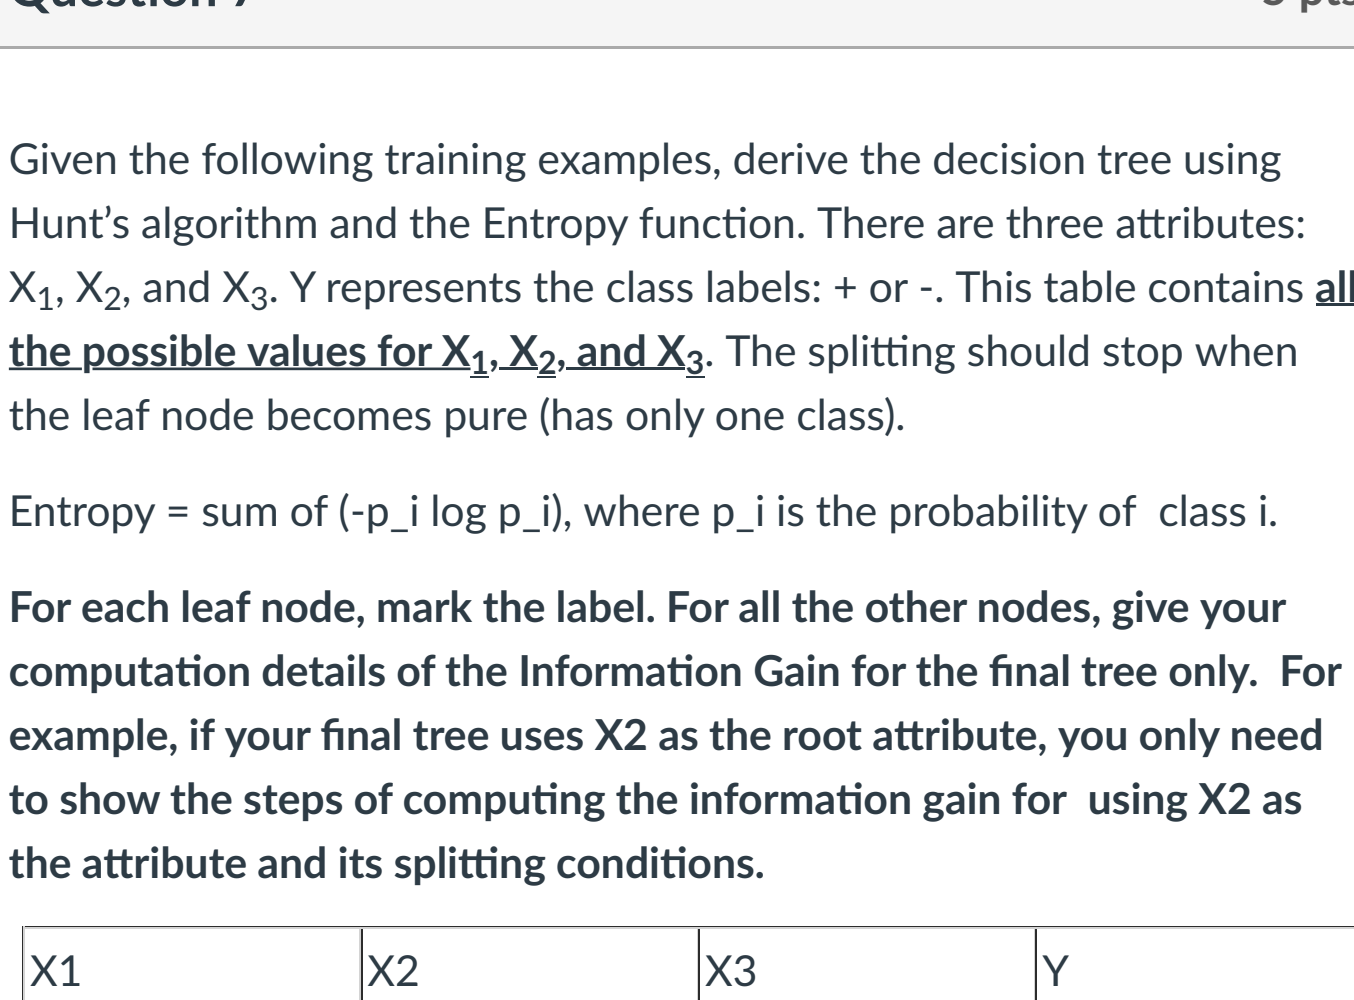 Question 7
pts
Given the following training examples, derive the decision tree using
Hunt’s algorithm and the Entropy function. There are three attributes:
X1, X2, and X3. Y represents the class labels: + or -. This table contains all
the possible values for X1, X2, and X3. The splitting should stop when
the leaf node becomes pure (has only one class).
Entropy = sum of (-p_i log p_i), where p_i is the probability of  class i.
For each leaf node, mark the label. For all the other nodes, give your
computation details of the Information Gain for the final tree only.  For
example, if your final tree uses X2 as the root attribute, you only need
to show the steps of computing the information gain for  using X2 as
the attribute and its splitting conditions.
X1 X2 X3 Y